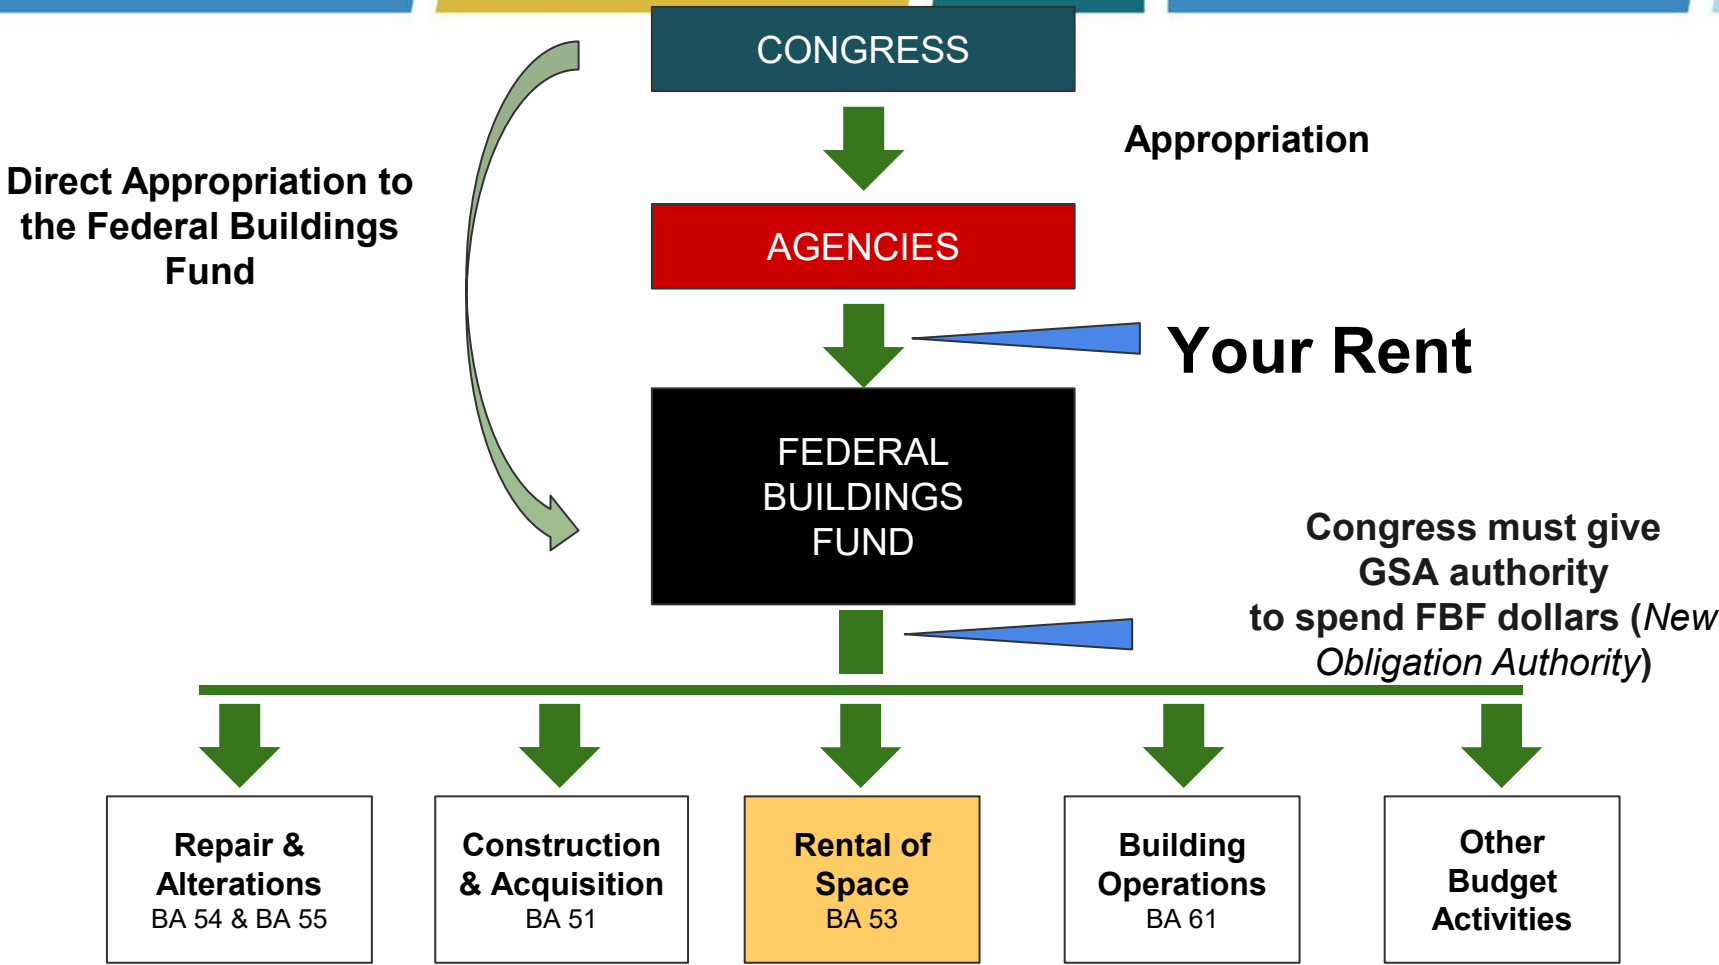 CONGRESS
Appropriation
Direct Appropriation to
the Federal Buildings
Fund
AGENCIES
Your Rent
FEDERAL
BUILDINGS
FUND
Congress must give
GSA authority
to spend FBF dollars (New
Obligation Authority)
Repair &
Alterations
BA 54 & BA 55
Construction
& Acquisition
BA 51
Rental of
Space
BA 53
Building
Operations
BA 61
Other
Budget
Activities